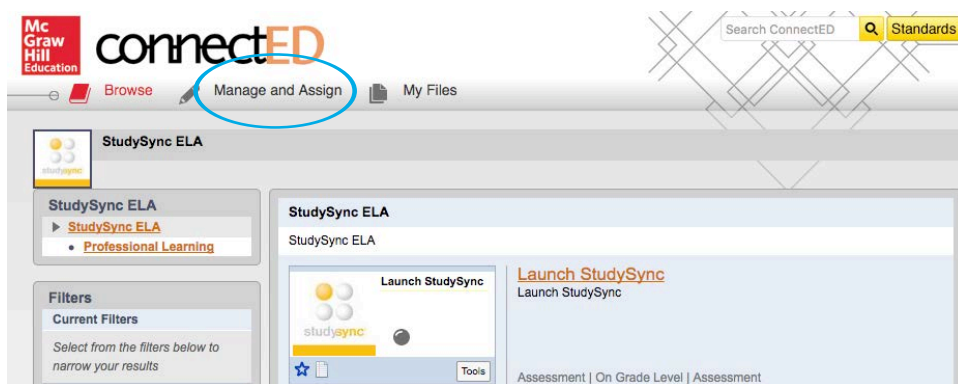 Mc
Graw
Hill
Education
connectED
Search ConnectED
Standards
Browse
Manage and Assign
My Files
studysync
StudySync ELA
StudySync ELA
StudySync ELA
Professional Learning
Filters
Current Filters
Select from the filters below to
narrow your results
StudySync ELA
StudySync ELA
Launch StudySync
studysync
Tools
Launch StudySync
Launch StudySync
Assessment | On Grade Level | Assessment